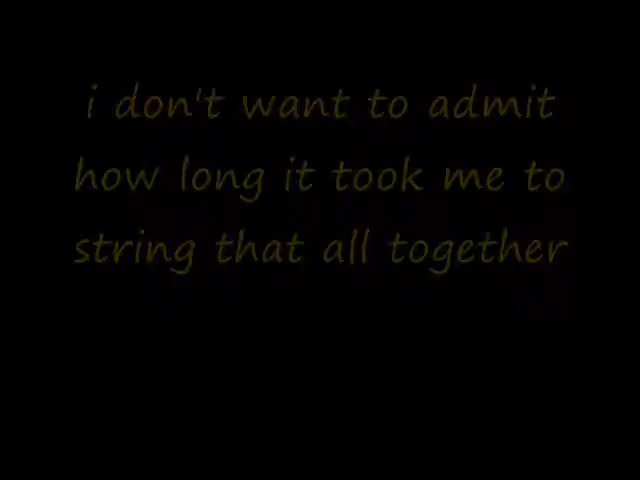 i don't want to admit
how long it took me to
string that all together